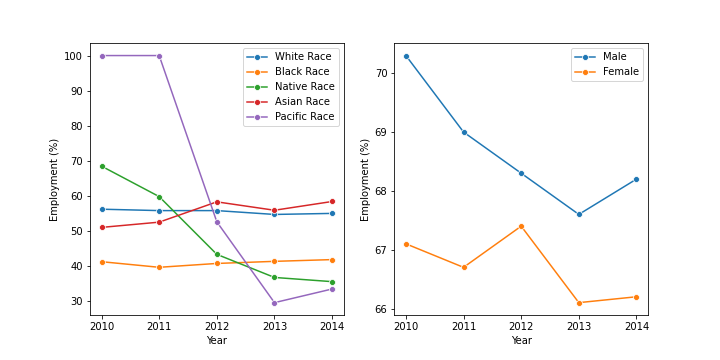 100
90
80
70
60
50
40
30
Employment (%)
2010 2011 2012 2013 2014
Year
White Race
Black Race
Native Race
Asian Race
Pacific Race
70
69
68
67
66
Employment (%)
2010 2011 2012 2013 2014
Year
Male
Female